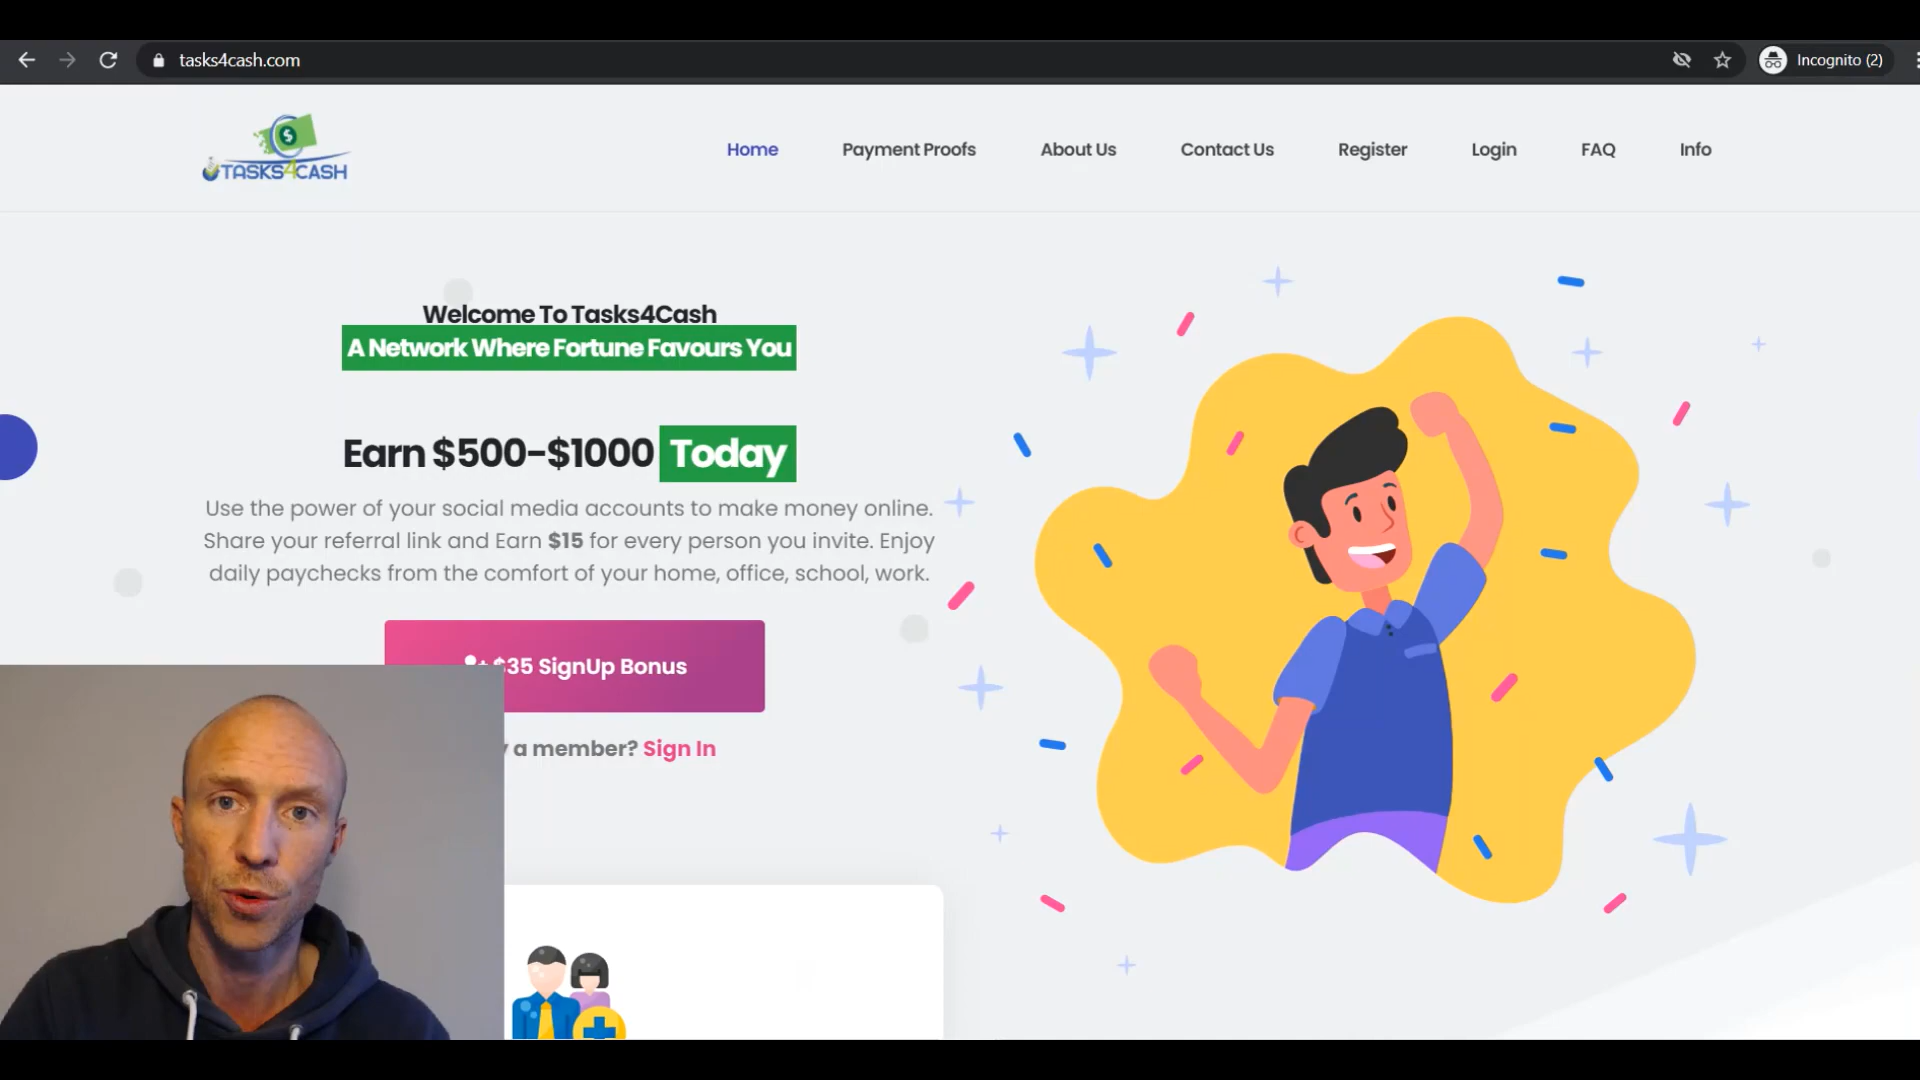 tasks4cash.com
Incognito (2)
TASKS4CASH
Home
Payment Proofs
About Us
Contact Us
Register
Login
FAQ
Info
Welcome To Tasks4Cash
A Network Where Fortune Favours You
Earn $500-$1000 Today
Use the power of your social media accounts to make money online.
Share your referral link and Earn $15 for every person you invite. Enjoy
daily paychecks from the comfort of your home, office, school, work.
$35 SignUp Bonus
a member? Sign In